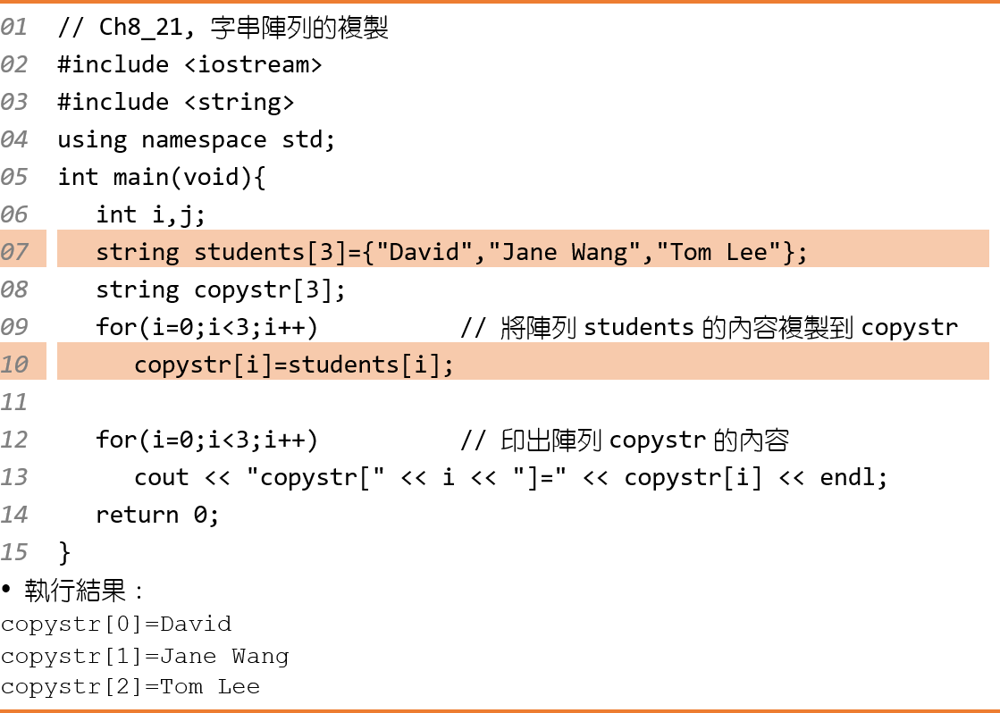 01 // Ch8_21, 字串陣列的複製
02 #include <iostream>
03 #include <string>
04 using namespace std;
05 int main(void){
06 int i,j;
07 string students[3]={"David","Jane Wang","Tom Lee"};
08 string copystr[3];
09 for(i=0;i<3;i++) // 將陣列 students 的內容複製到 copystr
10 copystr[i]=students[i];
11
12 for(i=0;i<3;i++) // 印出陣列 copystr 的內容
13 cout << "copystr[" << i << "]=" << copystr[i] << endl;
14 return 0;
15 }
• 執行結果：
copystr[0]=David
copystr[1]=Jane Wang
copystr[2]=Tom Lee